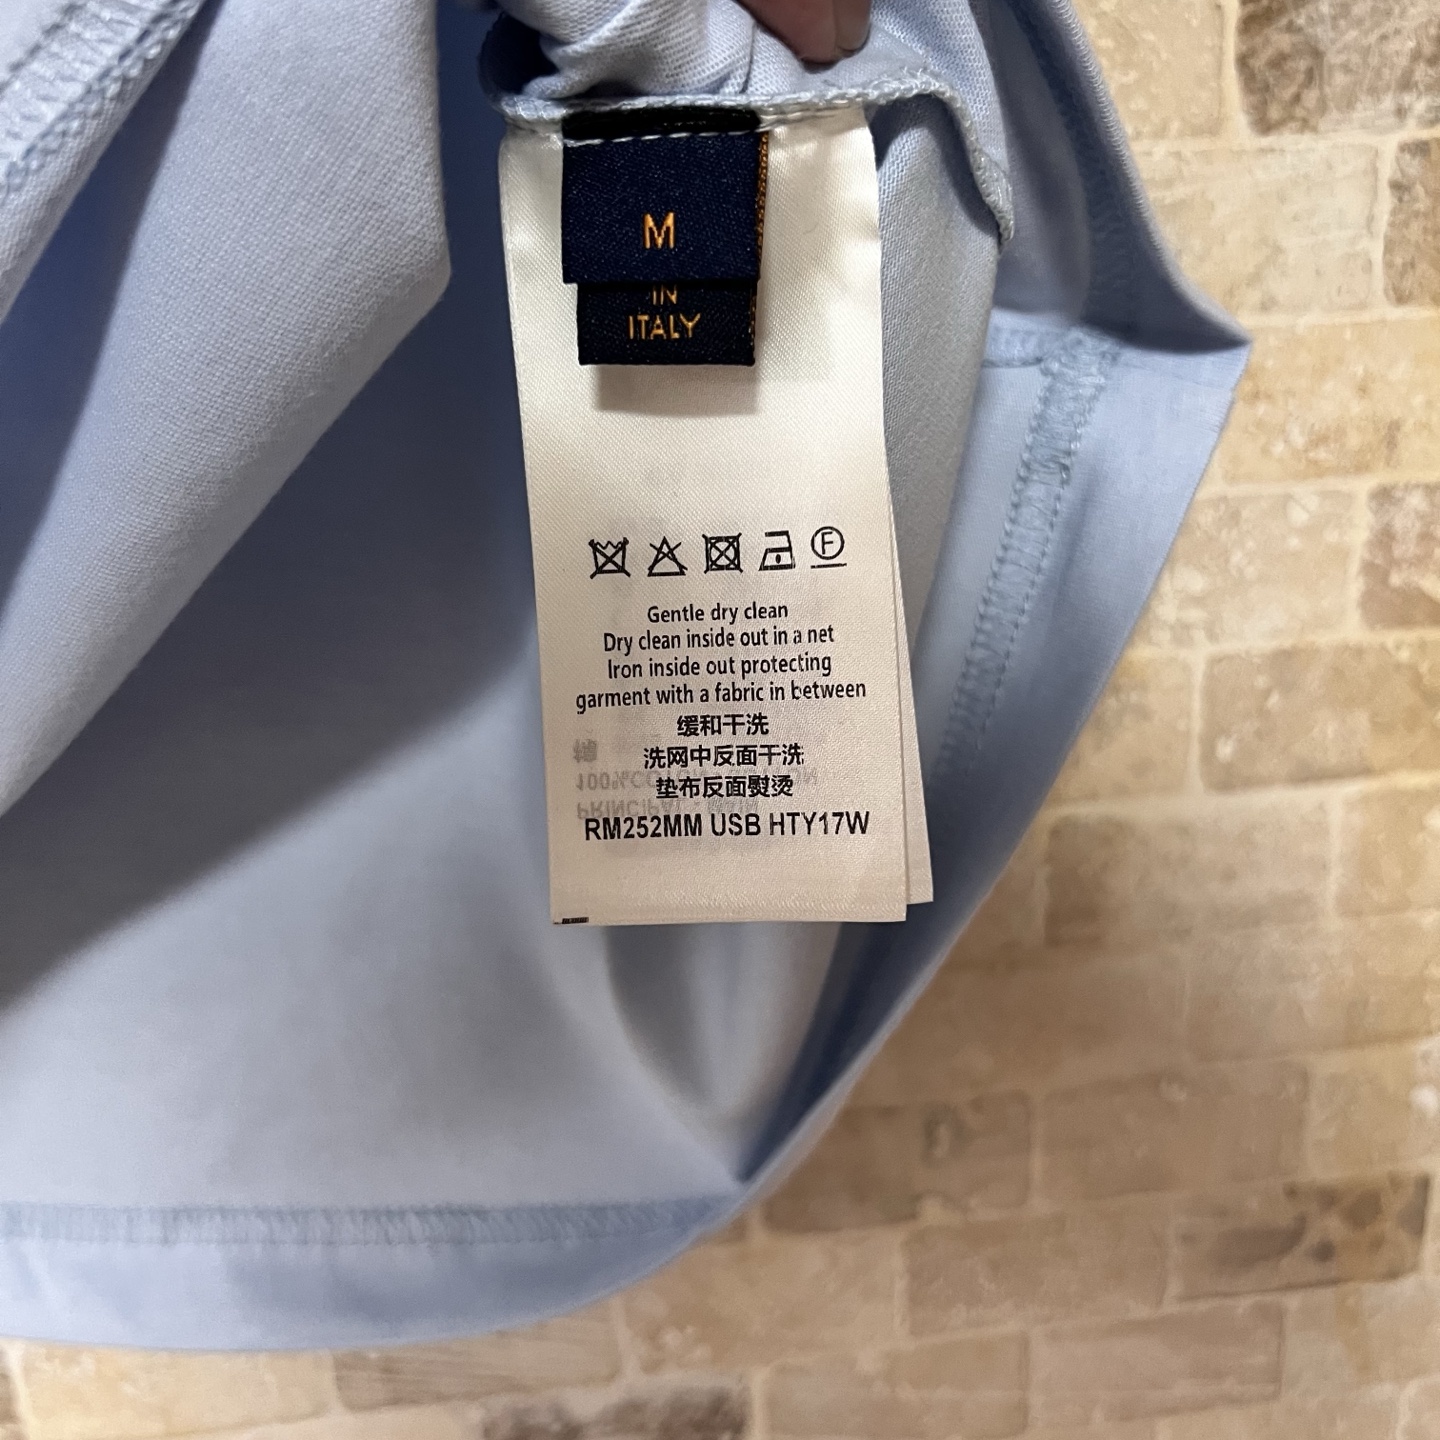 M
IN
ITALY
F
Gentle dry clean
Dry clean inside out in a net
Iron inside out protecting
garment with a fabric in between
缓和干洗
洗网中反面干洗
垫布反面熨烫
RM252MM USB HTY17W